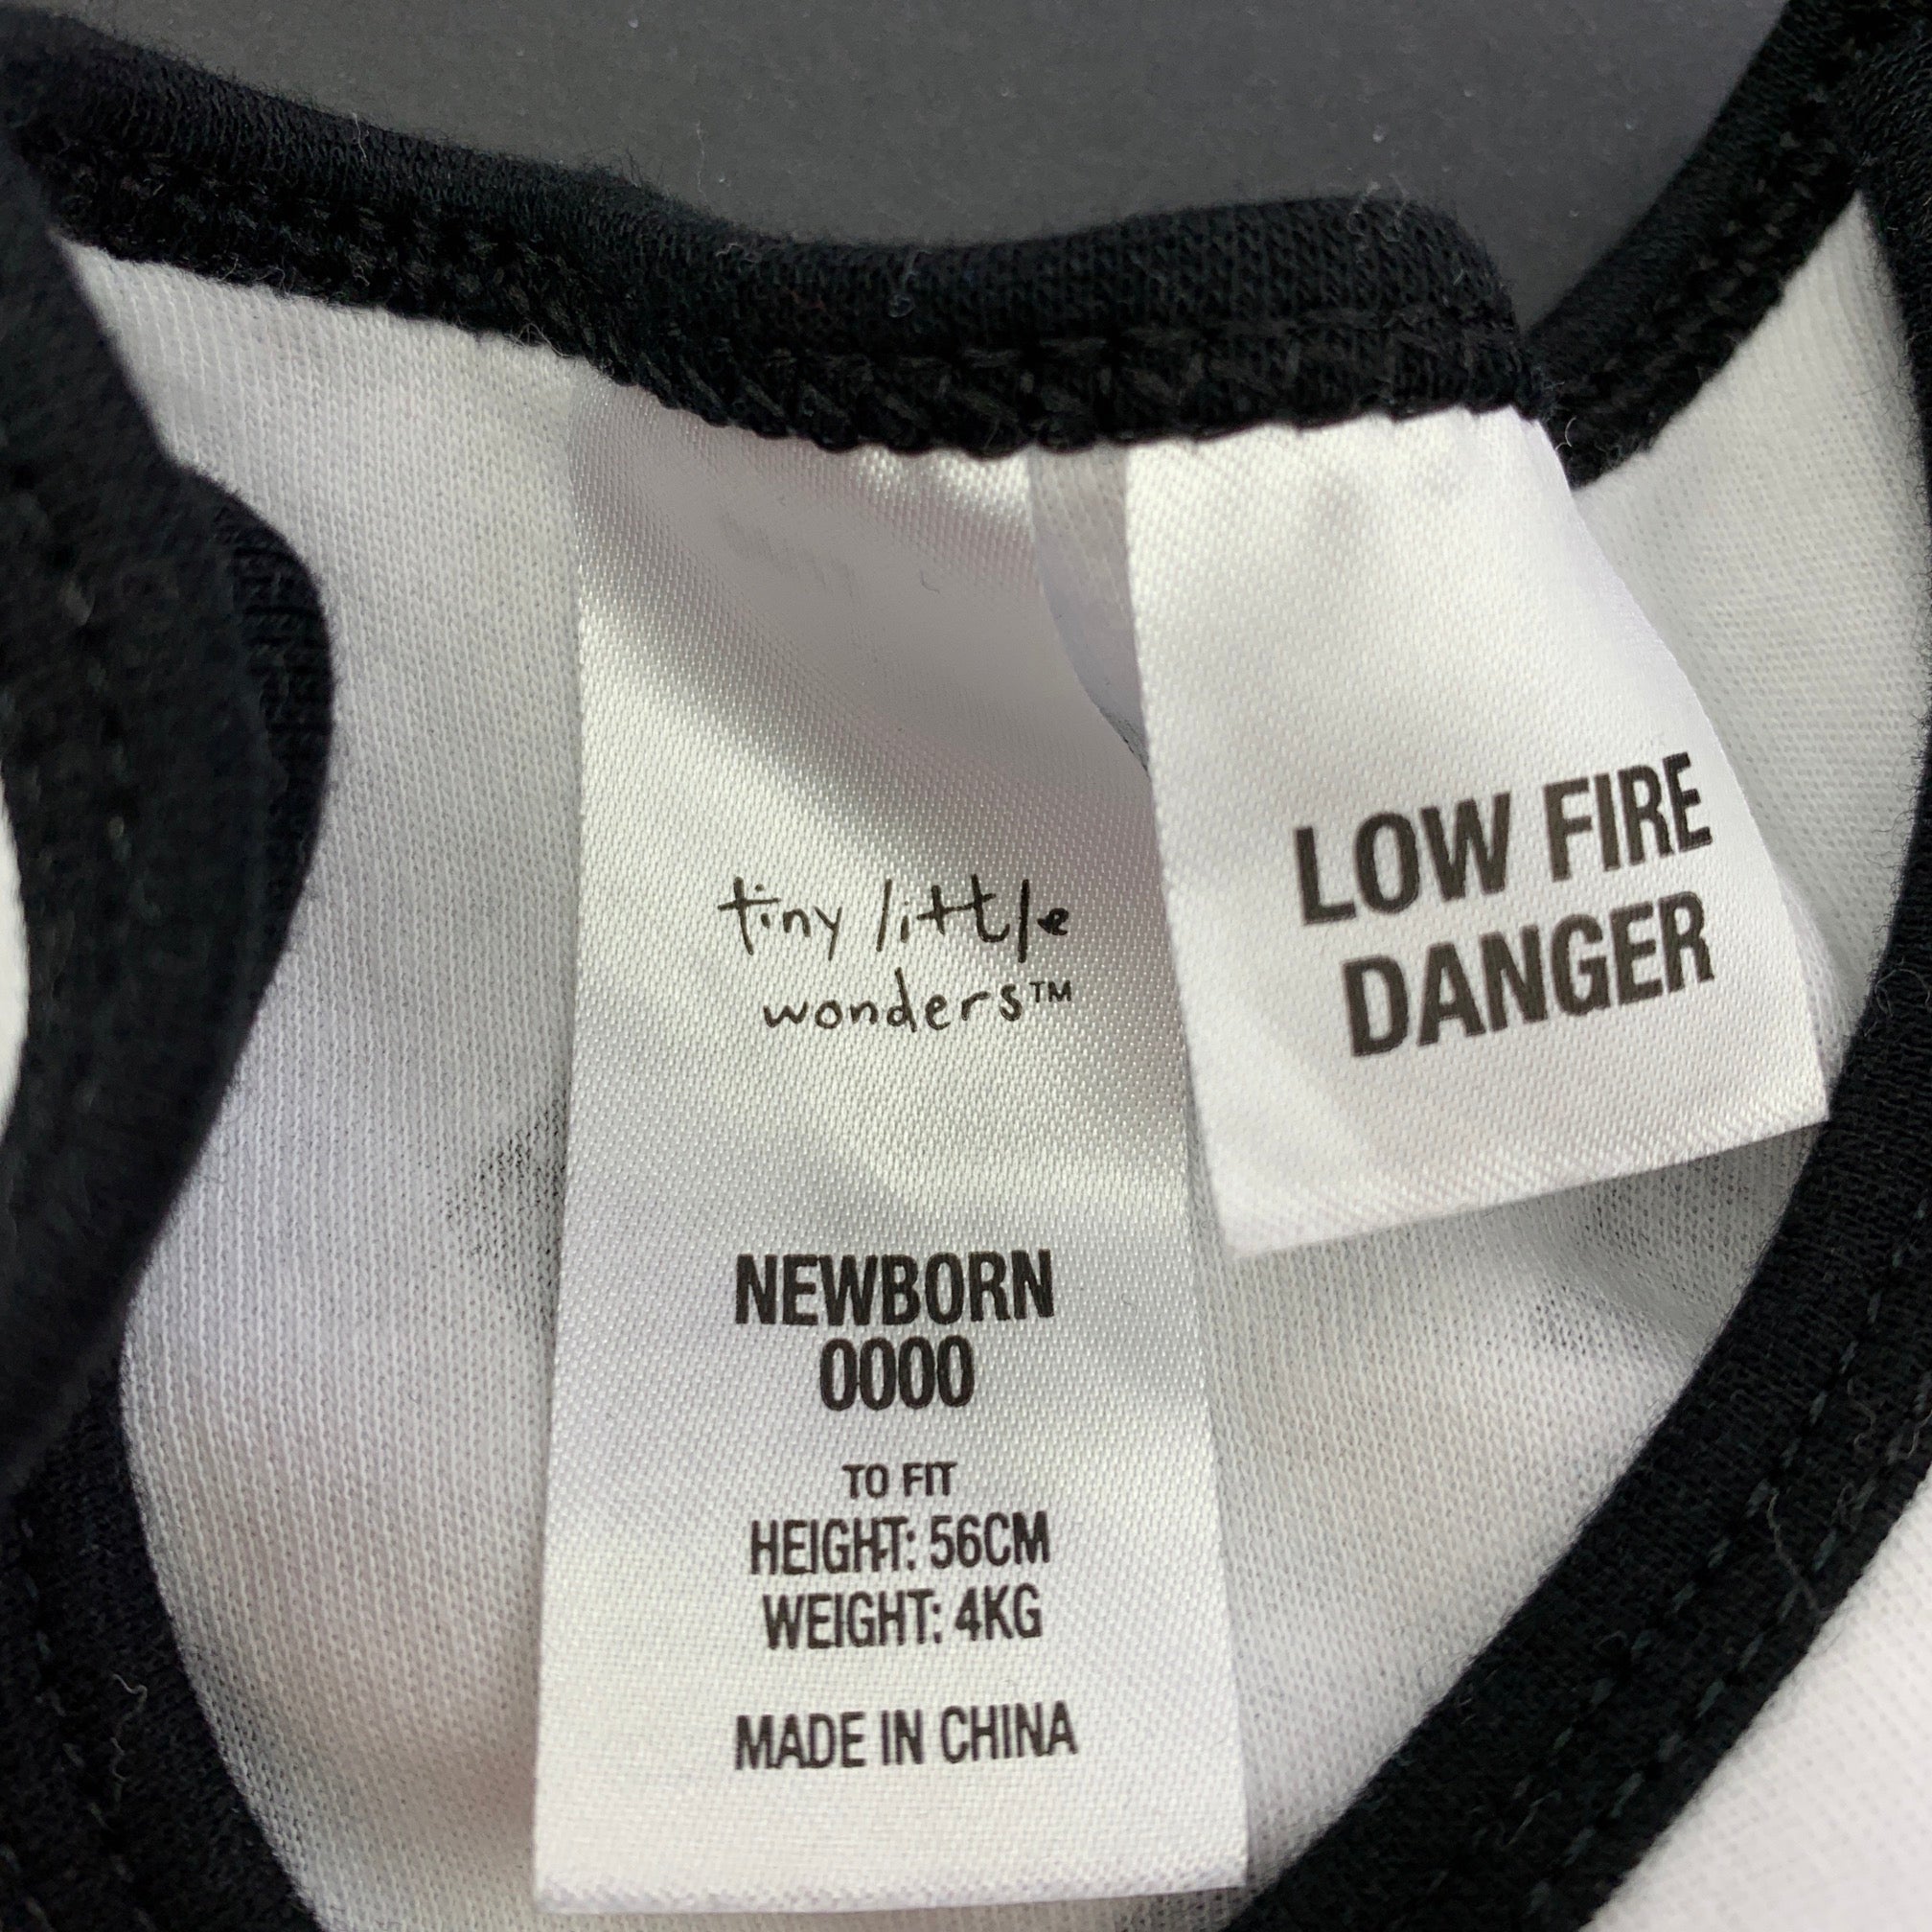 tiny little
wonders™
NEWBORN
0000
TO FIT
HEIGHT: 56CM
WEIGHT: 4KG
MADE IN CHINA
LOW FIRE
DANGER